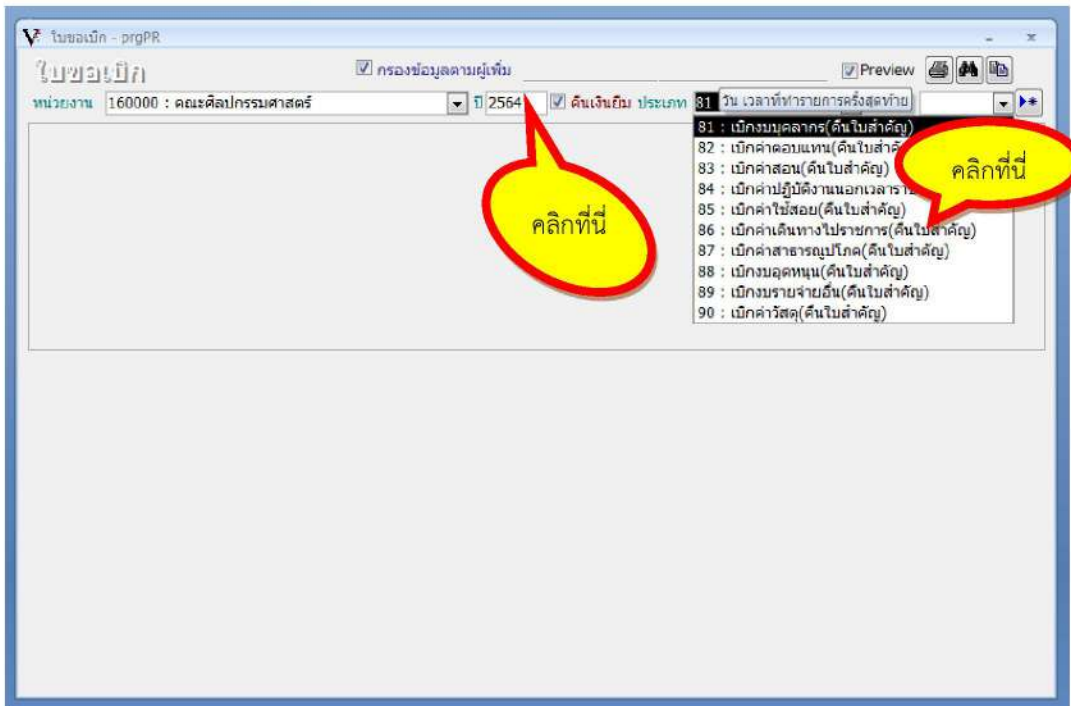 ใบขอเบิก - prgPR
ใบขอเบิก
กรองข้อมูลตามผู้เพิ่ม
Preview
หน่วยงาน 160000 : คณะศิลปกรรมศาสตร์ ปี 2564 คืนเงินยืม ประเภท 81 วัน เวลาที่ทำรายการครั้งสุดท้าย
81 : เบิกงบบุคลากร(คืนใบสำคัญ)
82 : เบิกค่าตอบแทน(คืนใบสำคัญ
83 : เบิกค่าสอน(คืนใบสำคัญ)
84 : เบิกค่าปฏิบัติงานนอกเวลาราช
85 : เบิกค่าใช้สอย(คืนใบสำคัญ)
86 : เบิกค่าเดินทางไปราชการ(คืนใบสำคัญ)
87 : เบิกค่าสาธารณูปโภค(คืนใบสำคัญ)
88 : เบิกงบอุดหนุน(คืนใบสำคัญ)
89 : เบิกงบรายจ่ายอื่น(คืนใบสำคัญ)
90 : เบิกค่าวัสดุ(คืนใบสำคัญ)
คลิกที่นี่
คลิกที่นี่